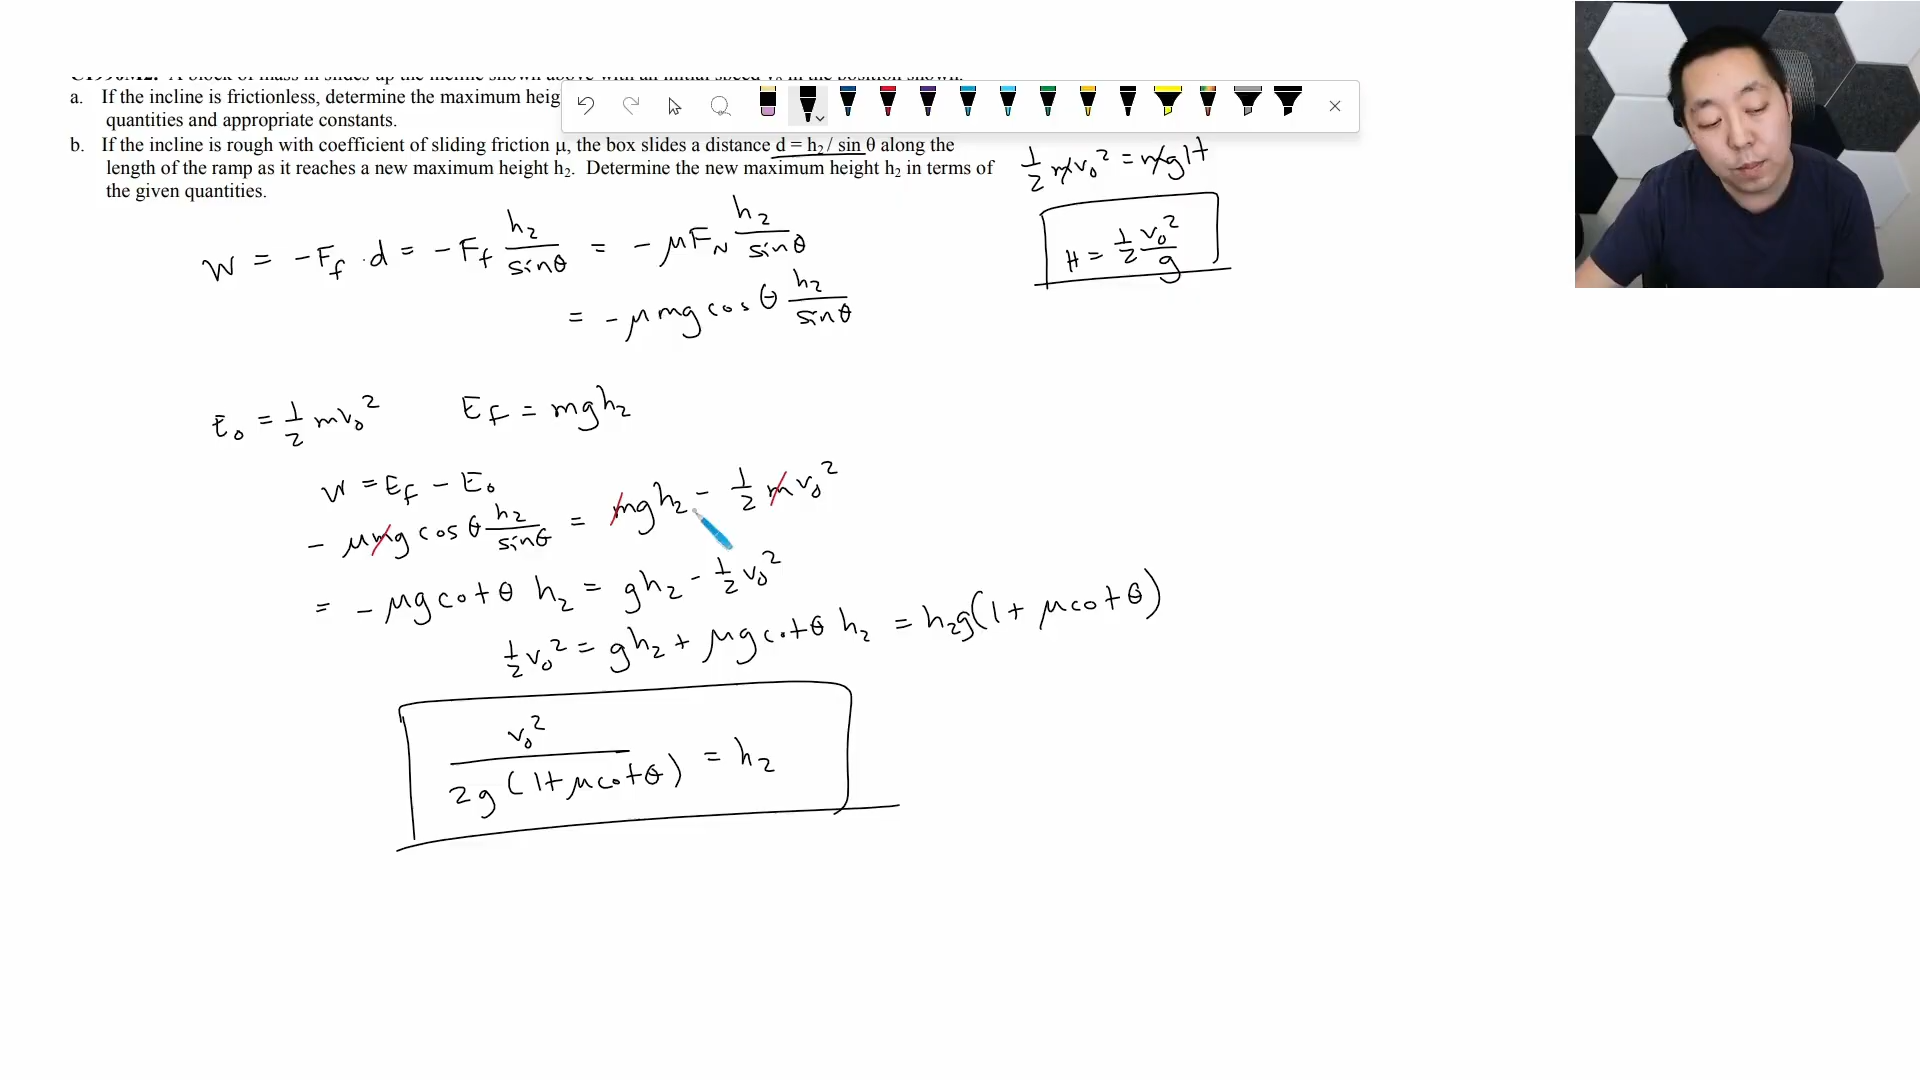 a. If the incline is frictionless, determine the maximum heig
quantities and appropriate constants.
b. If the incline is rough with coefficient of sliding friction μ, the box slides a distance d = h₂ / sin θ along the
length of the ramp as it reaches a new maximum height h₂. Determine the new maximum height h₂ in terms of
the given quantities.
½ mv₀² = mgH
H = ½ v₀²/g
W = -F_f · d = -F_f h₂/sinθ = -μF_N h₂/sinθ
= -μmg cosθ h₂/sinθ
E₀ = ½ mv₀² E_f = mgh₂
W = E_f - E₀
- μmg cosθ h₂/sinθ = mgh₂ - ½ mv₀²
= -μg cotθ h₂ = gh₂ - ½ v₀²
½ v₀² = gh₂ + μg cotθ h₂ = h₂g(1 + μcotθ)
v₀² / 2g(1+μcotθ) = h₂